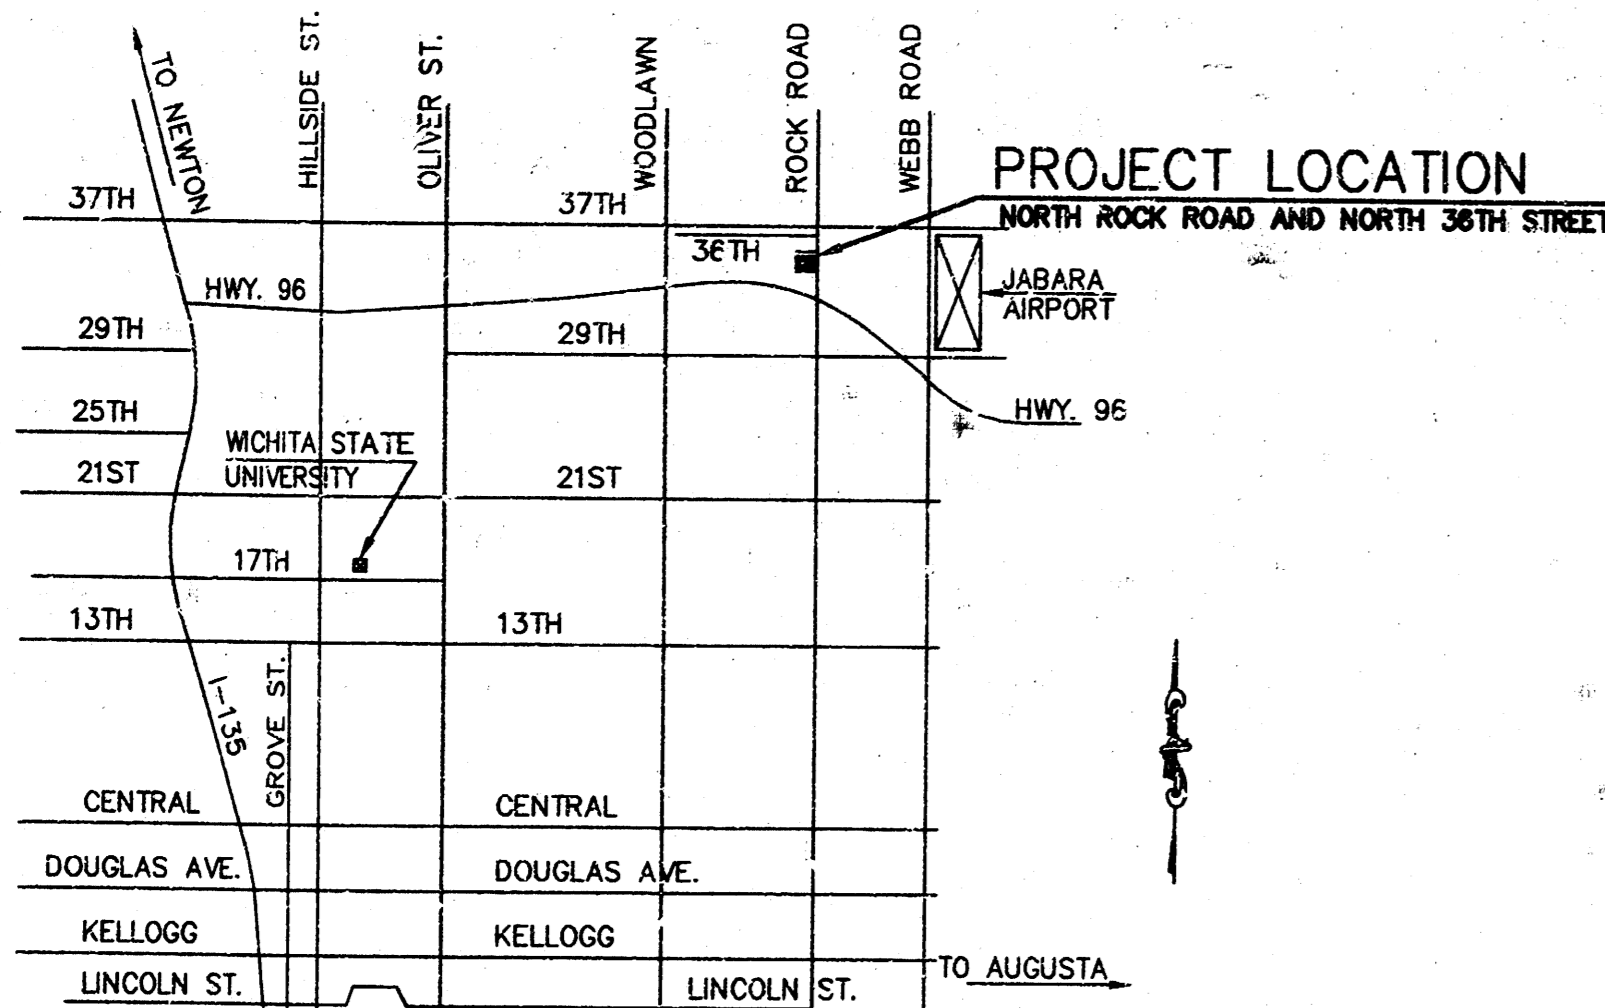 TO NEWTON
HILLSIDE ST.
OLIVER ST.
WOODLAWN
ROCK ROAD
WEBB ROAD
PROJECT LOCATION
NORTH ROCK ROAD AND NORTH 36TH STREET
37TH
37TH
36TH
HWY. 96
JABARA
AIRPORT
29TH
29TH
25TH
HWY. 96
WICHITA STATE
UNIVERSITY
21ST
21ST
17TH
13TH
13TH
I-135
GROVE ST.
CENTRAL
CENTRAL
DOUGLAS AVE.
DOUGLAS AVE.
KELLOGG
KELLOGG
TO AUGUSTA
LINCOLN ST.
LINCOLN ST.